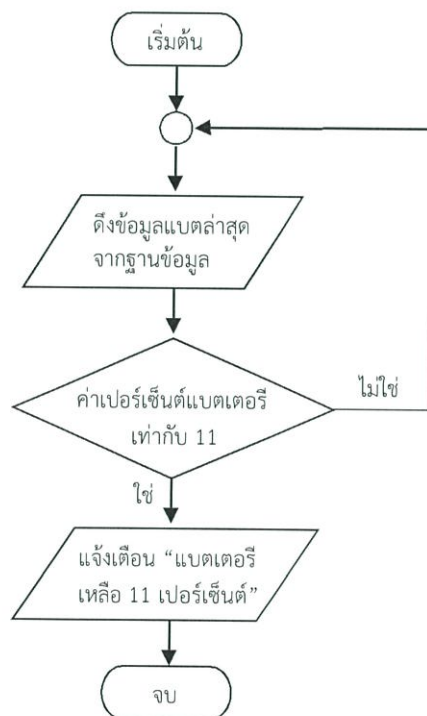 เริ่มต้น
ดึงข้อมูลแบตล่าสุด
จากฐานข้อมูล
ค่าเปอร์เซ็นต์แบตเตอรี
เท่ากับ 11
ไม่ใช่
ใช่
แจ้งเตือน “แบตเตอรี
เหลือ 11 เปอร์เซ็นต์”
จบ